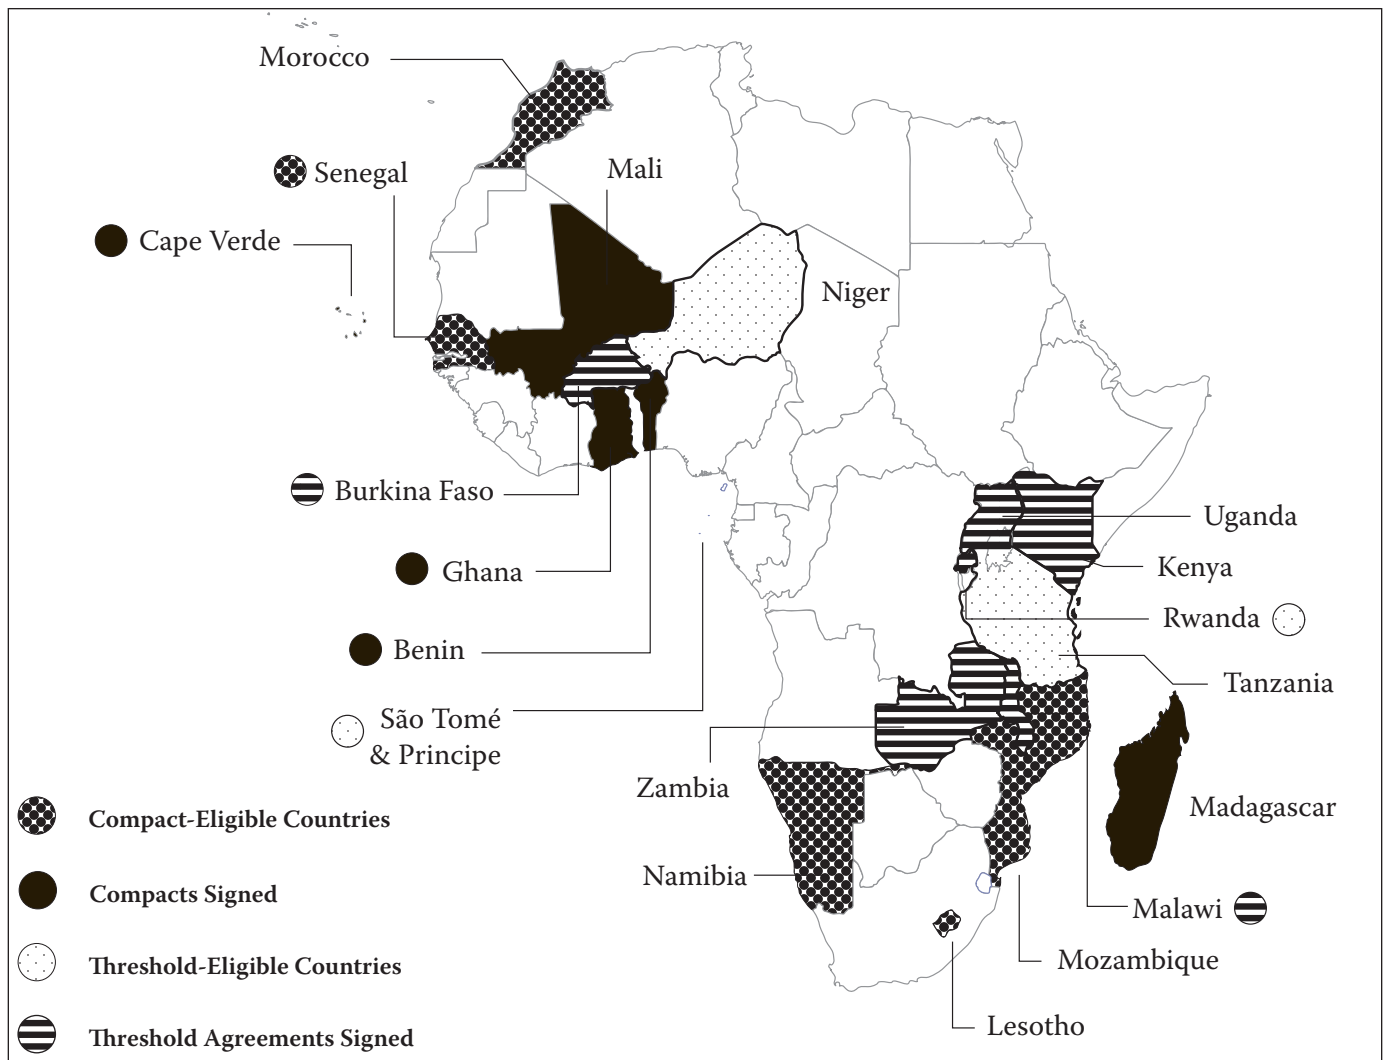 Morocco
Senegal
Mali
Cape Verde
Niger
Burkina Faso
Uganda
Ghana
Kenya
Rwanda
Benin
Tanzania
São Tomé
& Principe
Zambia
Madagascar
Compact-Eligible Countries
Namibia
Compacts Signed
Malawi
Mozambique
Threshold-Eligible Countries
Lesotho
Threshold Agreements Signed